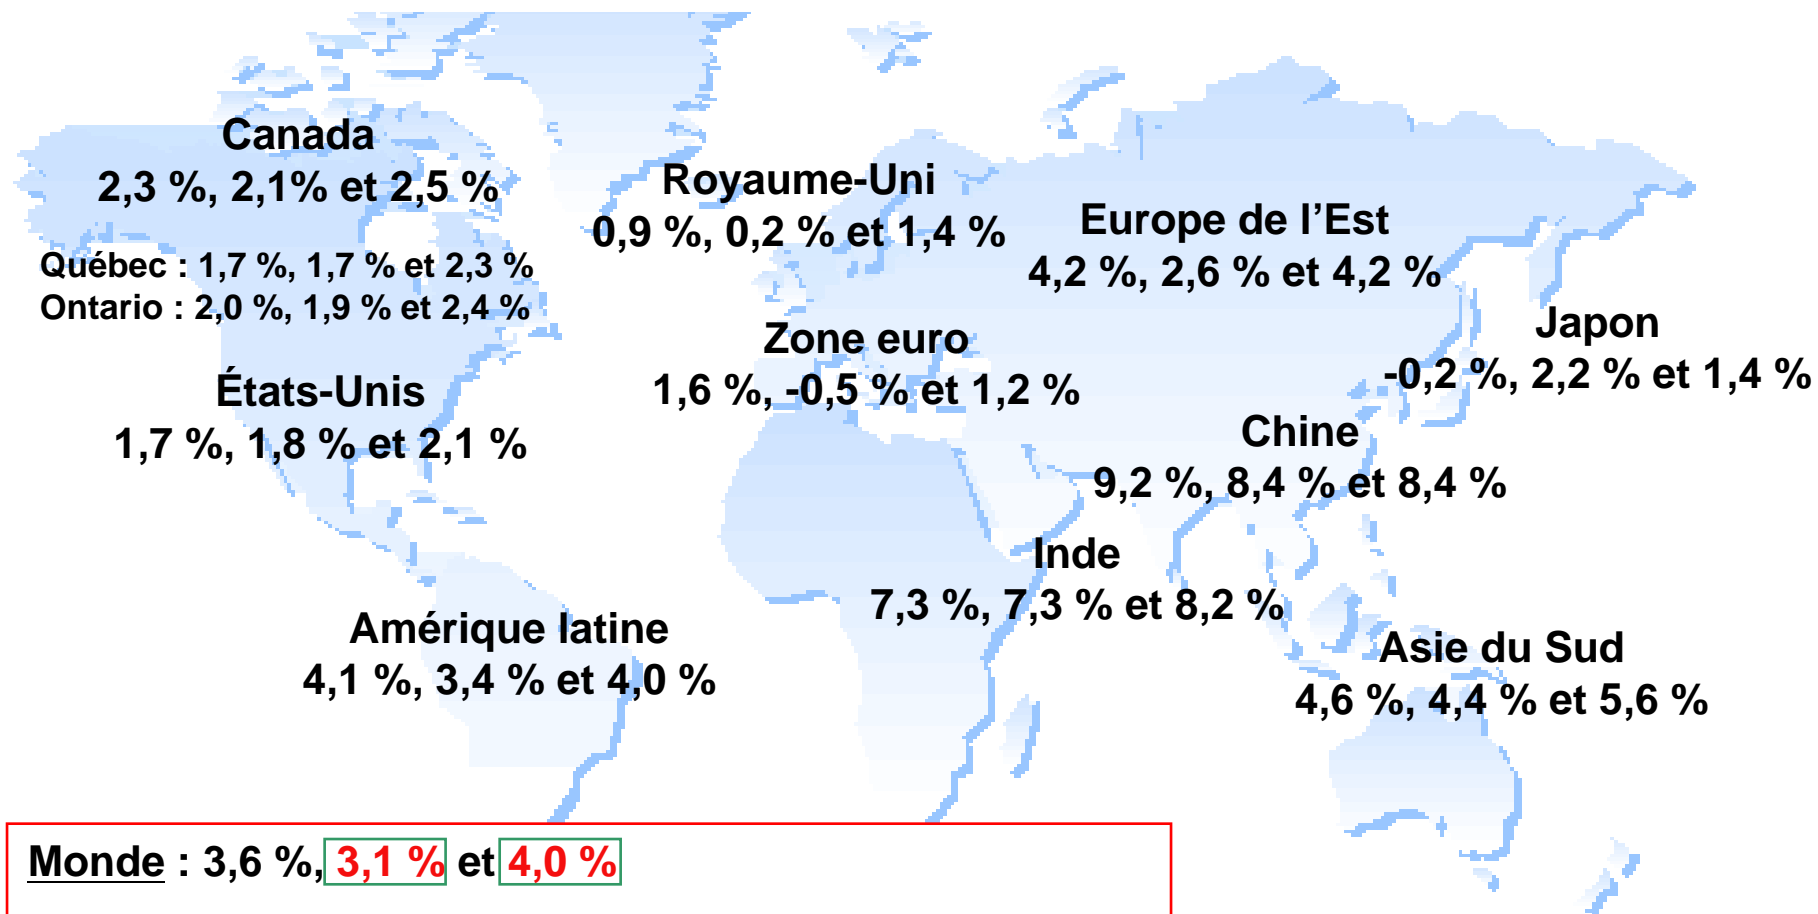 Canada
2,3 %, 2,1% et 2,5 %
Québec : 1,7 %, 1,7 % et 2,3 %
Ontario : 2,0 %, 1,9 % et 2,4 %
États-Unis
1,7 %, 1,8 % et 2,1 %
Amérique latine
4,1 %, 3,4 % et 4,0 %
Royaume-Uni
0,9 %, 0,2 % et 1,4 %
Zone euro
1,6 %, -0,5 % et 1,2 %
Europe de l’Est
4,2 %, 2,6 % et 4,2 %
Japon
-0,2 %, 2,2 % et 1,4 %
Chine
9,2 %, 8,4 % et 8,4 %
Inde
7,3 %, 7,3 % et 8,2 %
Asie du Sud
4,6 %, 4,4 % et 5,6 %
Monde : 3,6 %, 3,1 % et 4,0 %